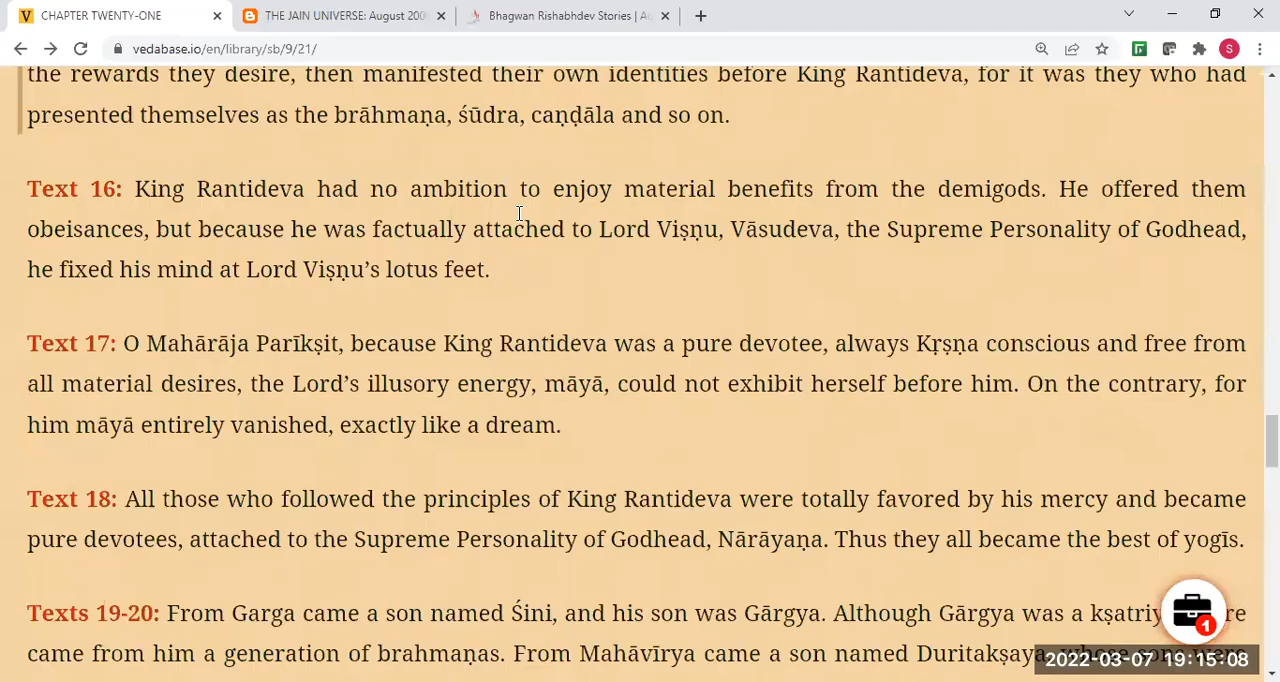 CHAPTER TWENTY-ONE
THE JAIN UNIVERSE: August 200
Bhagwan Rishabhdev Stories |
vedabase.io/en/library/sb/9/21/
S
the rewards they desire, then manifested their own identities before King Rantideva, for it was they who had
presented themselves as the brāhmaṇa, śūdra, caṇḍāla and so on.
Text 16: King Rantideva had no ambition to enjoy material benefits from the demigods. He offered them
obeisances, but because he was factually attached to Lord Viṣṇu, Vāsudeva, the Supreme Personality of Godhead,
he fixed his mind at Lord Viṣṇu’s lotus feet.
Text 17: O Mahārāja Parīkṣit, because King Rantideva was a pure devotee, always Kṛṣṇa conscious and free from
all material desires, the Lord’s illusory energy, māyā, could not exhibit herself before him. On the contrary, for
him māyā entirely vanished, exactly like a dream.
Text 18: All those who followed the principles of King Rantideva were totally favored by his mercy and became
pure devotees, attached to the Supreme Personality of Godhead, Nārāyaṇa. Thus they all became the best of yogīs.
Texts 19-20: From Garga came a son named Śini, and his son was Gārgya. Although Gārgya was a
came from him a generation of brahmaṇas. From Mahāvīrya came a son named Duritakṣaya, whose sons were
1
2022-03-07 19:15:08